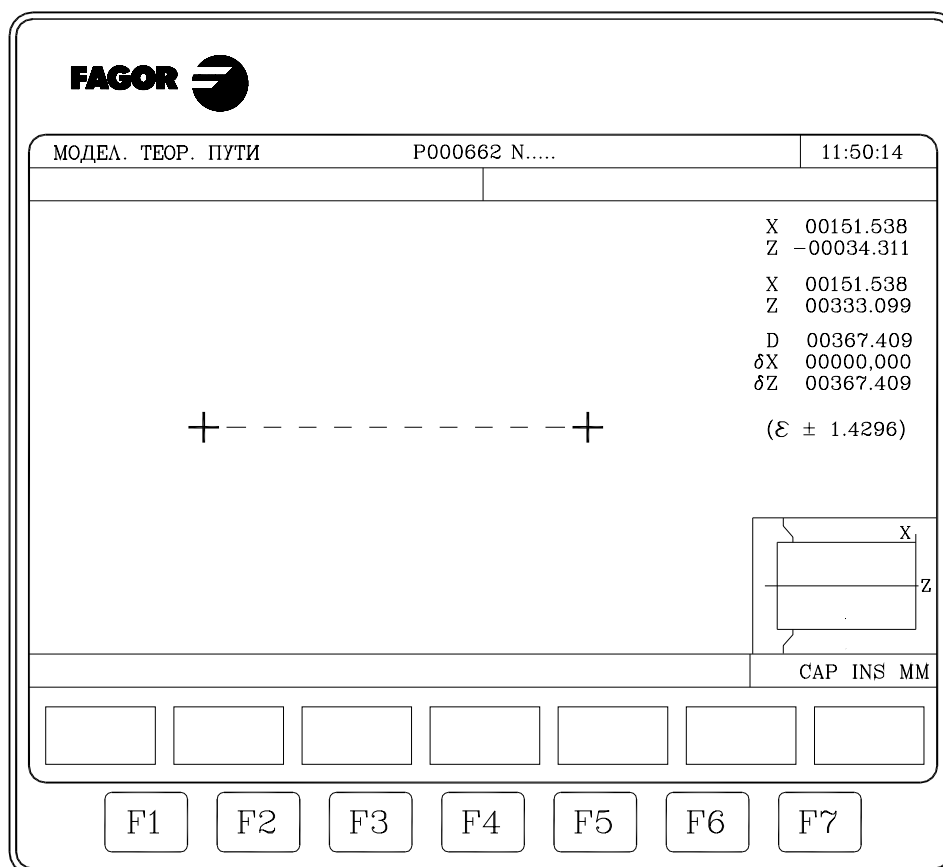 FAGOR
МОДЕЛ. ТЕОР. ПУТИ P000662 N..... 11:50:14
X 00151.538
Z -00034.311
X 00151.538
Z 00333.099
D 00367.409
δX 00000,000
δZ 00367.409
(ε ± 1.4296)
X
Z
CAP INS MM
F1 F2 F3 F4 F5 F6 F7